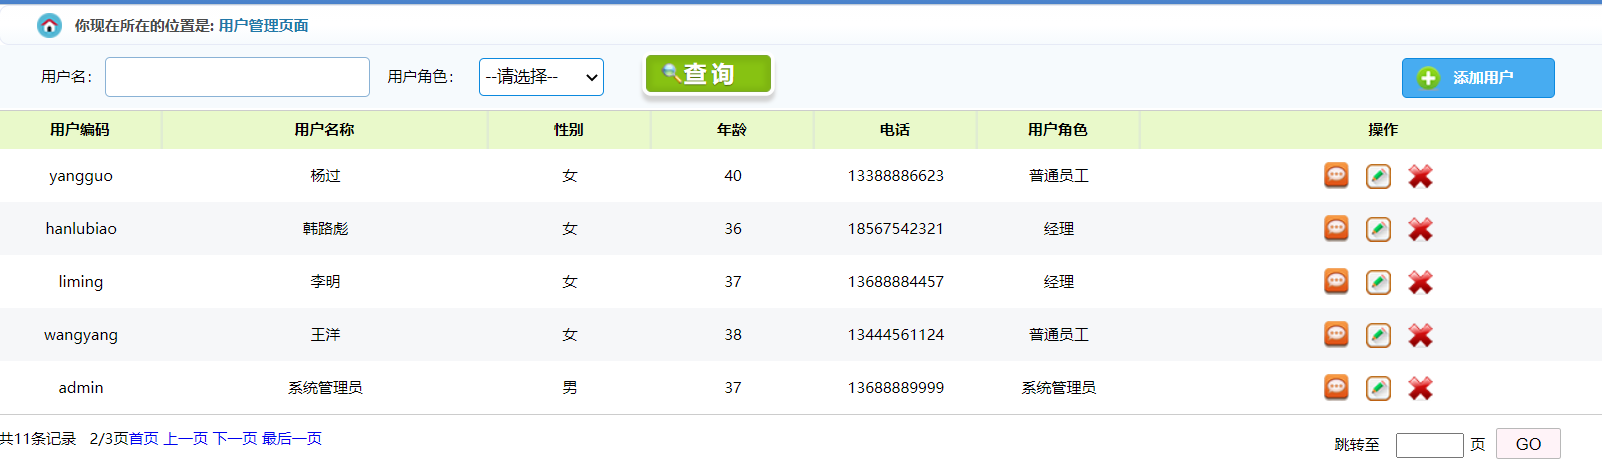 你现在所在的位置是: 用户管理页面
用户名： 用户角色： --请选择-- 查询 添加用户
用户编码 用户名称 性别 年龄 电话 用户角色 操作
yangguo 杨过 女 40 13388886623 普通员工
hanlubiao 韩路彪 女 36 18567542321 经理
liming 李明 女 37 13688884457 经理
wangyang 王洋 女 38 13444561124 普通员工
admin 系统管理员 男 37 13688889999 系统管理员
共11条记录 2/3页首页 上一页 下一页 最后一页 跳转至 页 GO